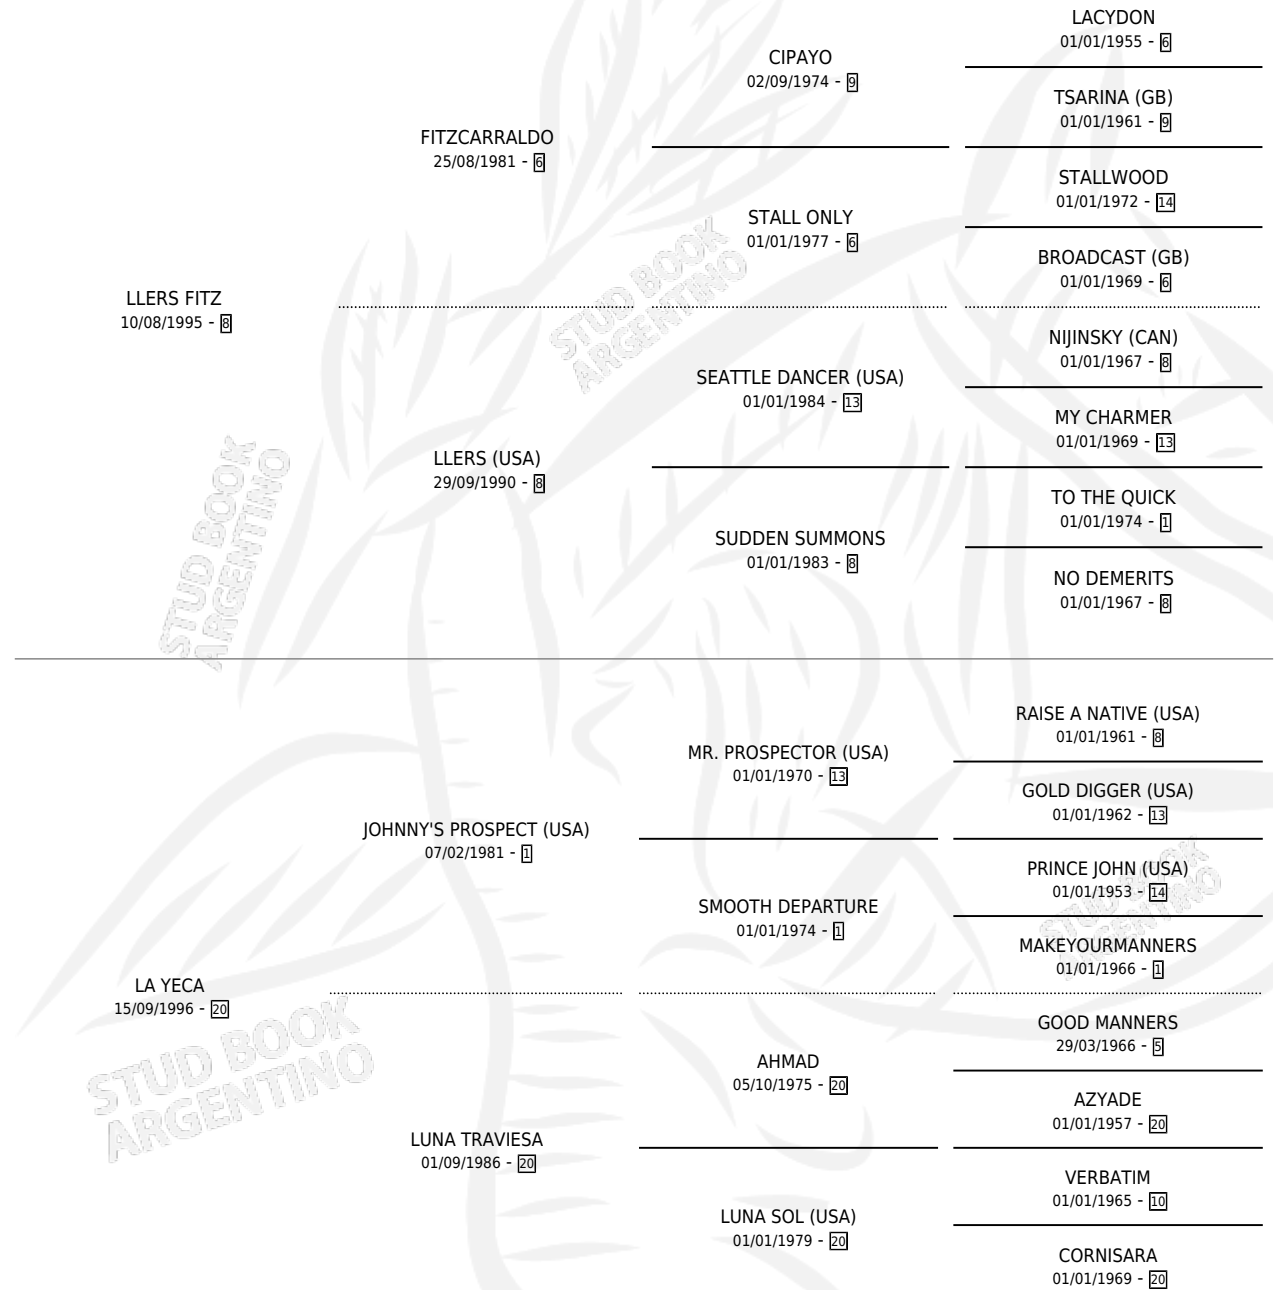 LACYDON
01/01/1955 - 6
CIPAYO
02/09/1974 - 9
TSARINA (GB)
01/01/1961 - 9
FITZCARRALDO
25/08/1981 - 6
STALLWOOD
01/01/1972 - 14
STALL ONLY
01/01/1977 - 6
BROADCAST (GB)
01/01/1969 - 6
LLERS FITZ
10/08/1995 - 8
NIJINSKY (CAN)
01/01/1967 - 8
SEATTLE DANCER (USA)
01/01/1984 - 13
MY CHARMER
01/01/1969 - 13
LLERS (USA)
29/09/1990 - 8
TO THE QUICK
01/01/1974 - 1
SUDDEN SUMMONS
01/01/1983 - 8
NO DEMERITS
01/01/1967 - 8
RAISE A NATIVE (USA)
01/01/1961 - 8
MR. PROSPECTOR (USA)
01/01/1970 - 13
GOLD DIGGER (USA)
01/01/1962 - 13
JOHNNY'S PROSPECT (USA)
07/02/1981 - 1
PRINCE JOHN (USA)
01/01/1953 - 14
SMOOTH DEPARTURE
01/01/1974 - 1
MAKEYOURMANNERS
01/01/1966 - 1
LA YECA
15/09/1996 - 20
GOOD MANNERS
29/03/1966 - 5
AHMAD
05/10/1975 - 20
AZYADE
01/01/1957 - 20
LUNA TRAVIESA
01/09/1986 - 20
VERBATIM
01/01/1965 - 10
LUNA SOL (USA)
01/01/1979 - 20
CORNISARA
01/01/1969 - 20
STUD BOOK
ARGENTINO
STUD BOOK
ARGENTINO
STUD BOOK
ARGENTINO
STUD BOOK
ARGENTINO